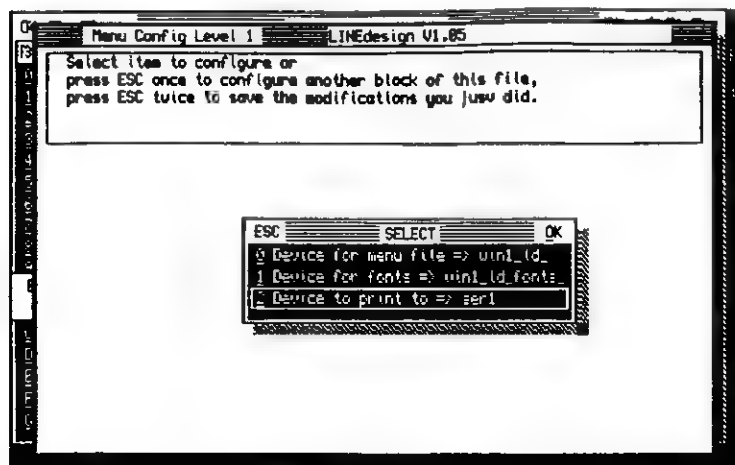 Menu Config Level 1 LINEdesign V1.05
Select item to configure or
press ESC once to configure another block of this file,
press ESC twice to save the modifications you jusv did.
ESC SELECT OK
0 Device for menu file => win1_ld_
1 Device for fonts => win1_ld_fonts_
2 Device to print to => ser1